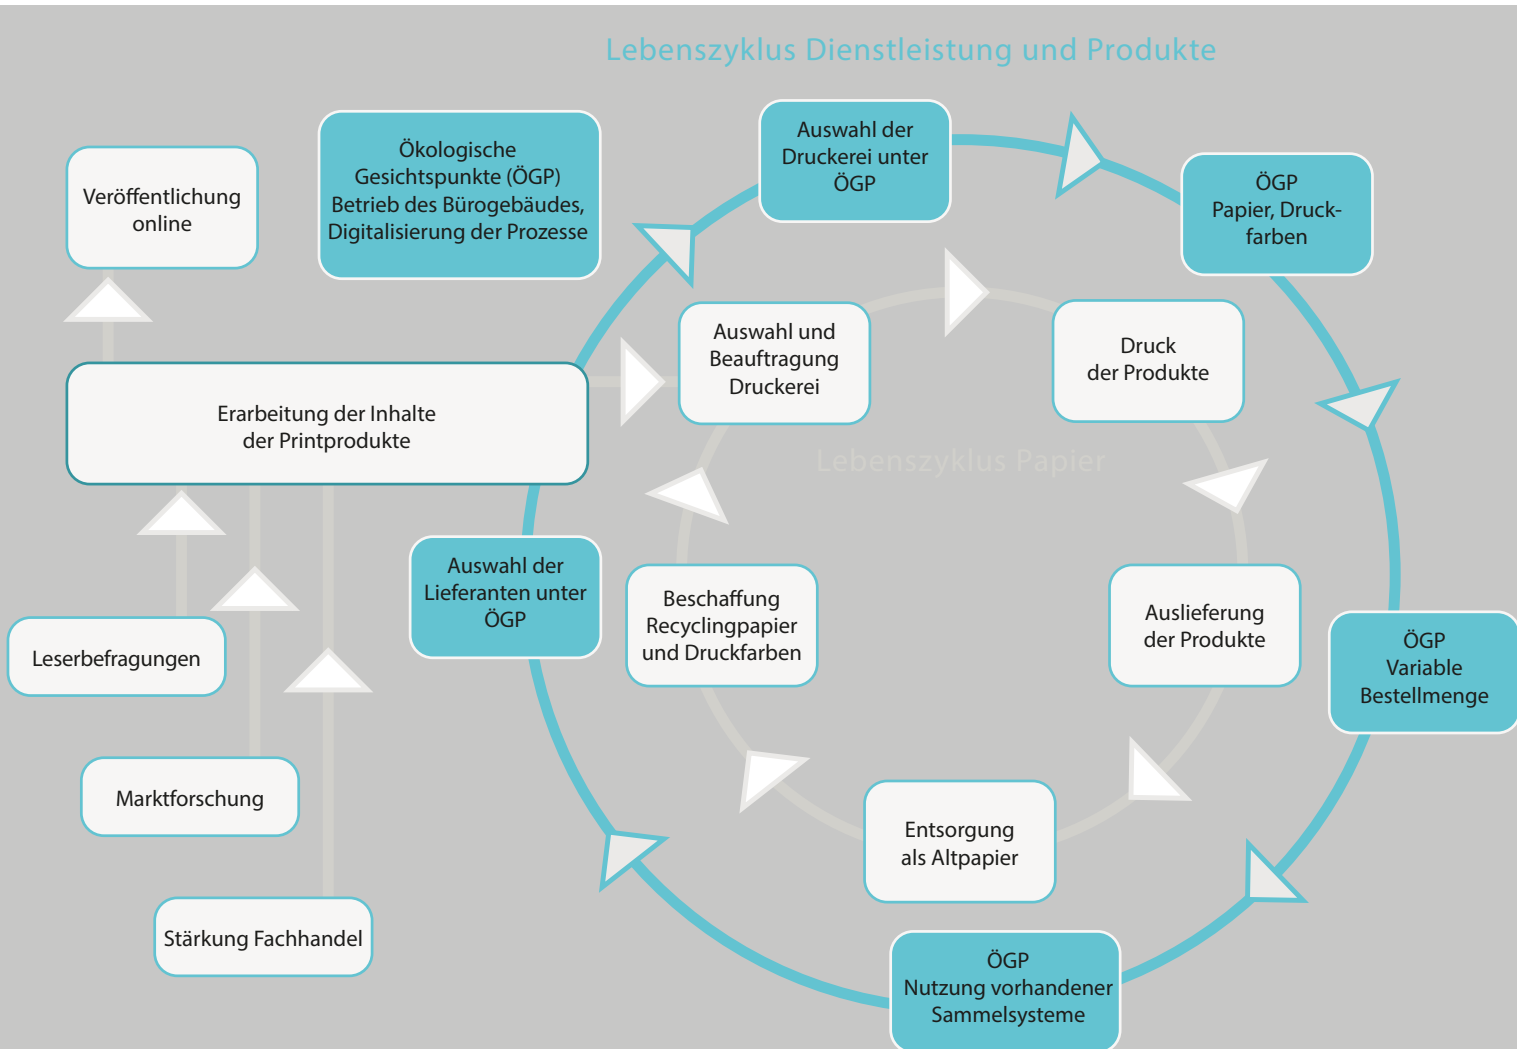 Lebenszyklus Dienstleistung und Produkte
Ökologische
Gesichtspunkte (ÖGP)
Betrieb des Bürogebäudes,
Digitalisierung der Prozesse
Auswahl der
Druckerei unter
ÖGP
ÖGP
Papier, Druck-
farben
Veröffentlichung
online
Auswahl und
Beauftragung
Druckerei
Druck
der Produkte
Erarbeitung der Inhalte
der Printprodukte
Lebenszyklus Papier
Auswahl der
Lieferanten unter
ÖGP
Beschaffung
Recyclingpapier
und Druckfarben
Auslieferung
der Produkte
ÖGP
Variable
Bestellmenge
Leserbefragungen
Marktforschung
Entsorgung
als Altpapier
Stärkung Fachhandel
ÖGP
Nutzung vorhandener
Sammelsysteme